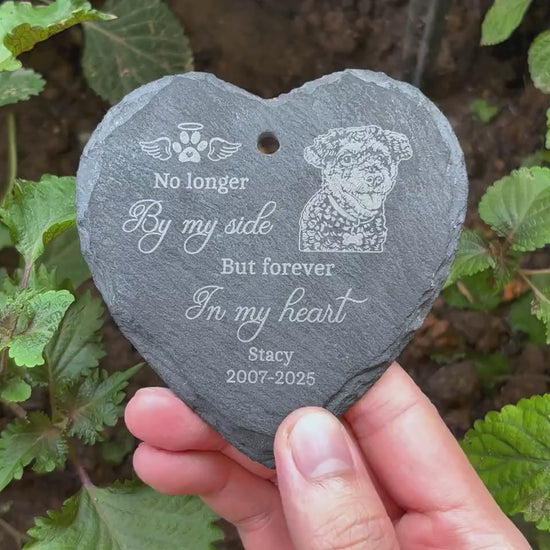 No longer
By my side
But forever
In my heart
Stacy
2007-2025